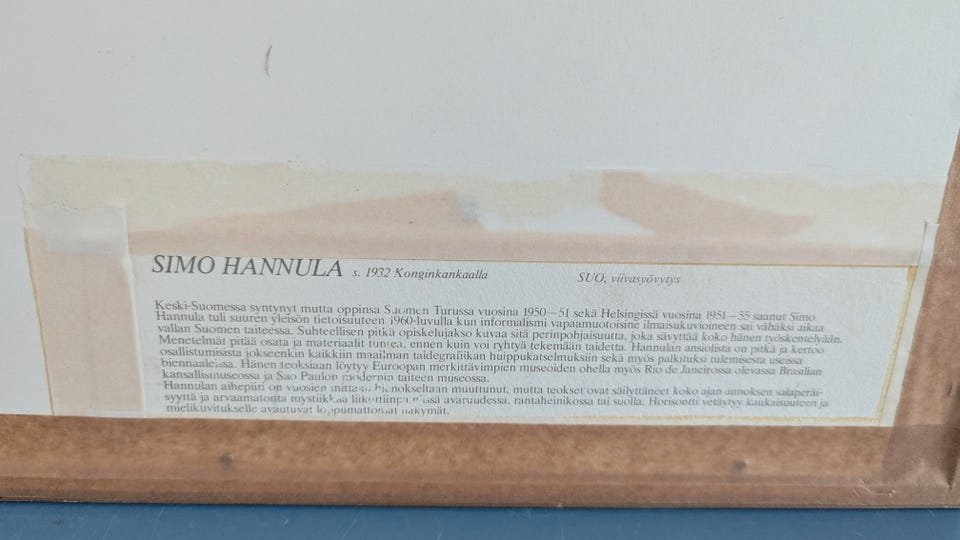 SIMO HANNULA s. 1932 Konginkankaalla SUO, viivasyövytys
Keski-Suomessa syntynyt mutta oppinsa Suomen Turussa vuosina 1950—51 sekä Helsingissä vuosina 1951—55 saanut Simo
Hannula tuli suuren yleisön tietoisuuteen 1960-luvulla kun informalismi vapaamuotoisine ilmaisukuvioineen sai vähäksi aikaa
vallan Suomen taiteessa. Suhteellisen pitkä opiskelujakso kuvaa sitä perinpohjaisuutta, joka sävyttää koko hänen työskentelyään.
Menetelmät pitää osata ja materiaalit tuntea, ennen kuin voi ryhtyä tekemään taidetta. Hannulan ansiolista on pitkä ja kertoo
osallistumisista jokseenkin kaikkiin maailman taidegrafiikan huippukatselmuksiin sekä myös palkituksi tulemisesta useissa
biennaaleissa. Hänen teoksiaan löytyy Euroopan merkittävimpien museoiden ohella myös Rio de Janeirossa olevassa Brasilian
kansallismuseossa ja Sao Paulon modernin taiteen museossa.
Hannulan aihepiiri on vuosien mittaan hienokseltaan muuttunut, mutta teokset ovat säilyttäneet koko ajan annoksen salaperäi-
syyttä ja arvaamatonta mystiikkaa liikuttiinpa missä avaruudessa, rantaheinikossa tai suolla. Horisontti vetäytyy kaukaisuuteen ja
mielikuvitukselle avautuvat loppumattomat näkymät.